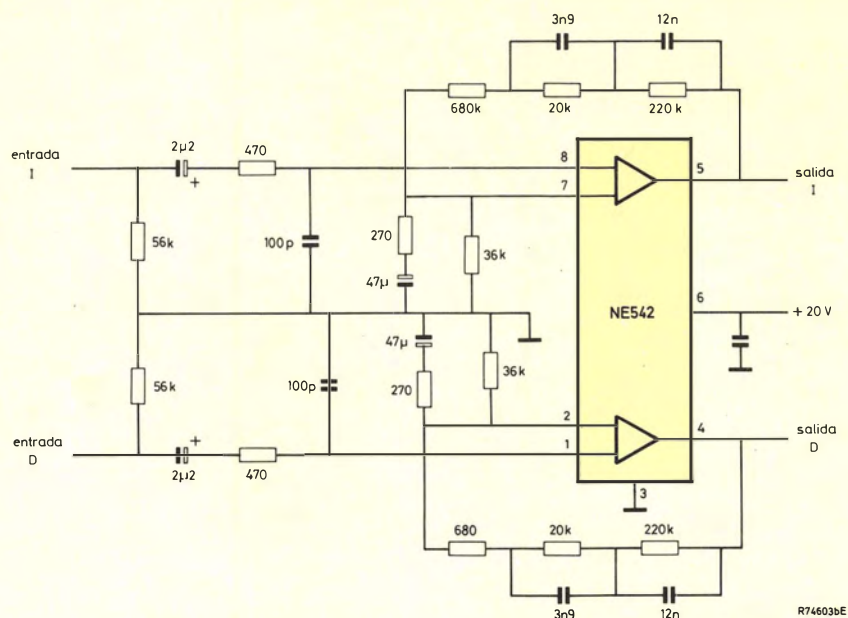 3n9
12n
680k
20k
220k
entrada
I
2µ2
+
470
8
7
5
salida
I
56k
100p
270
36k
47µ
NE542
6
+ 20 V
47µ
56k
100p
270
36k
2
1
4
entrada
D
+
2µ2
470
salida
D
3
680
20k
220k
3n9
12n
R74603bE